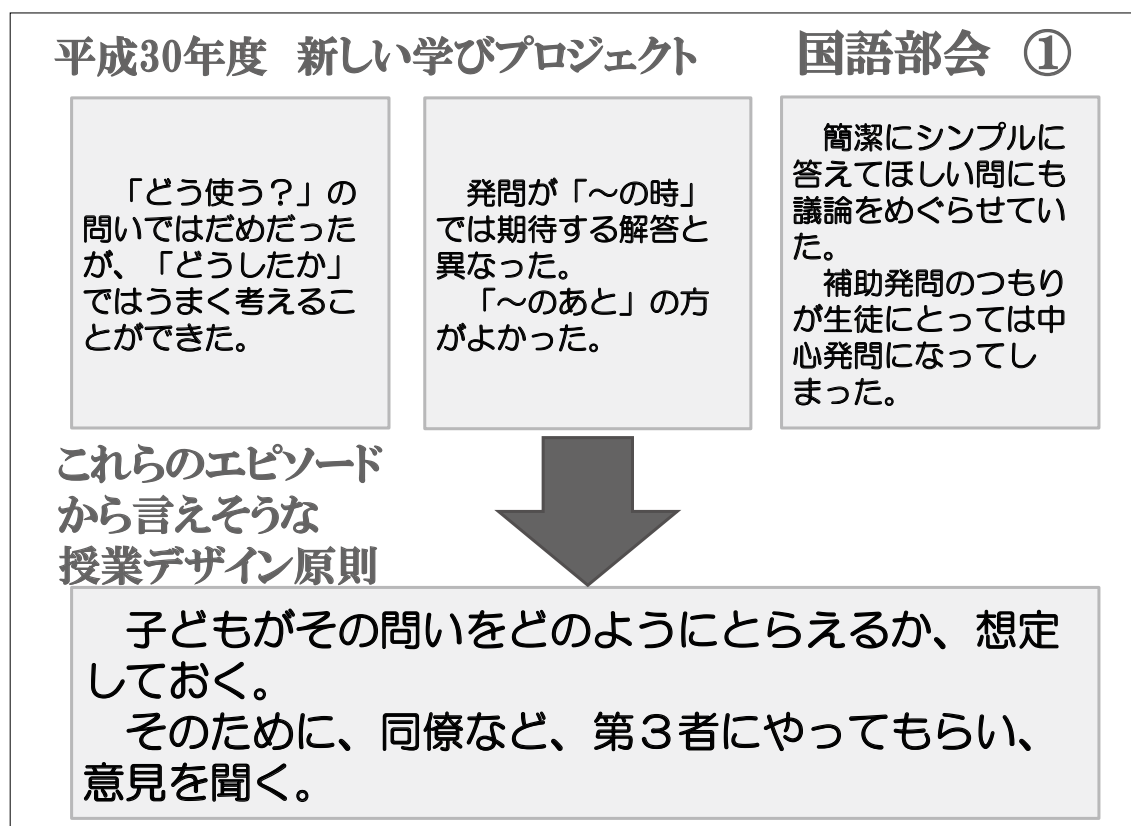 平成30年度　新しい学びプロジェクト　国語部会　①
「どう使う？」の
問いではだめだった
が、「どうしたか」
ではうまく考えるこ
とができた。
発問が「～の時」
では期待する解答と
異なった。
「～のあと」の方
がよかった。
簡潔にシンプルに
答えてほしい問にも
議論をめぐらせてい
た。
補助発問のつもり
が生徒にとっては中
心発問になってし
まった。
これらのエピソード
から言えそうな
授業デザイン原則
子どもがその問いをどのようにとらえるか、想定
しておく。
そのために、同僚など、第３者にやってもらい、
意見を聞く。